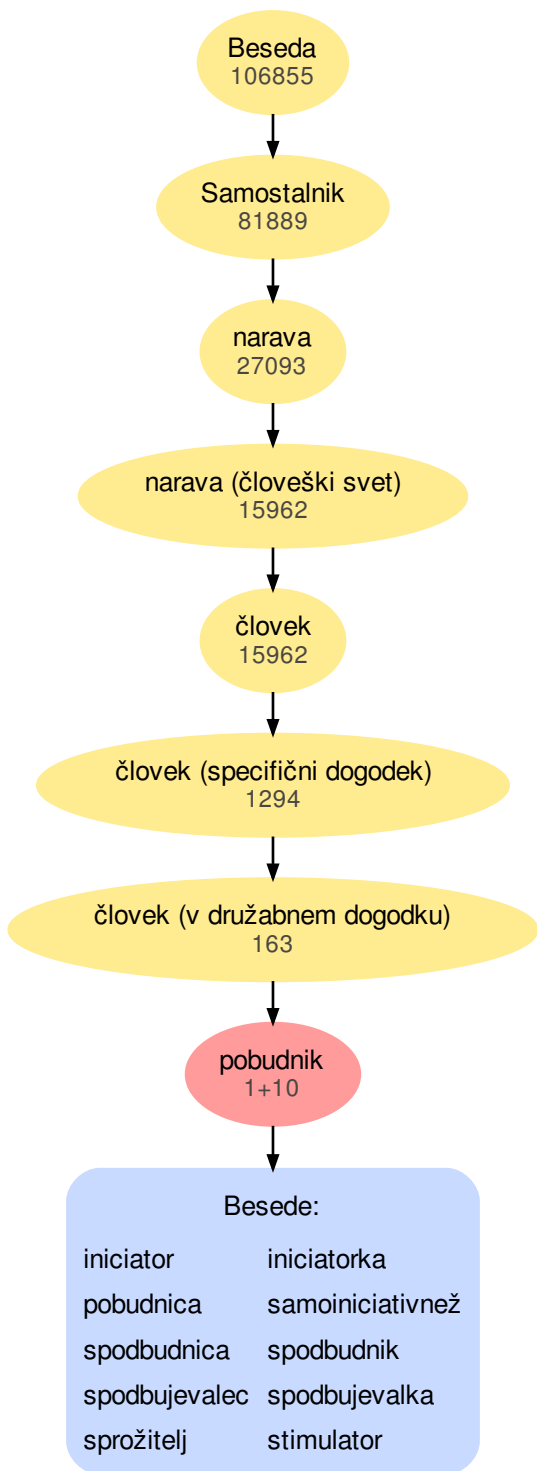 Beseda
106855
Samostalnik
81889
narava
27093
narava (človeški svet)
15962
človek
15962
človek (specifični dogodek)
1294
človek (v družabnem dogodku)
163
pobudnik
1+10
Besede:
iniciator iniciatorka
pobudnica samoiniciativnež
spodbudnica spodbudnik
spodbujevalec spodbujevalka
sprožitelj stimulator